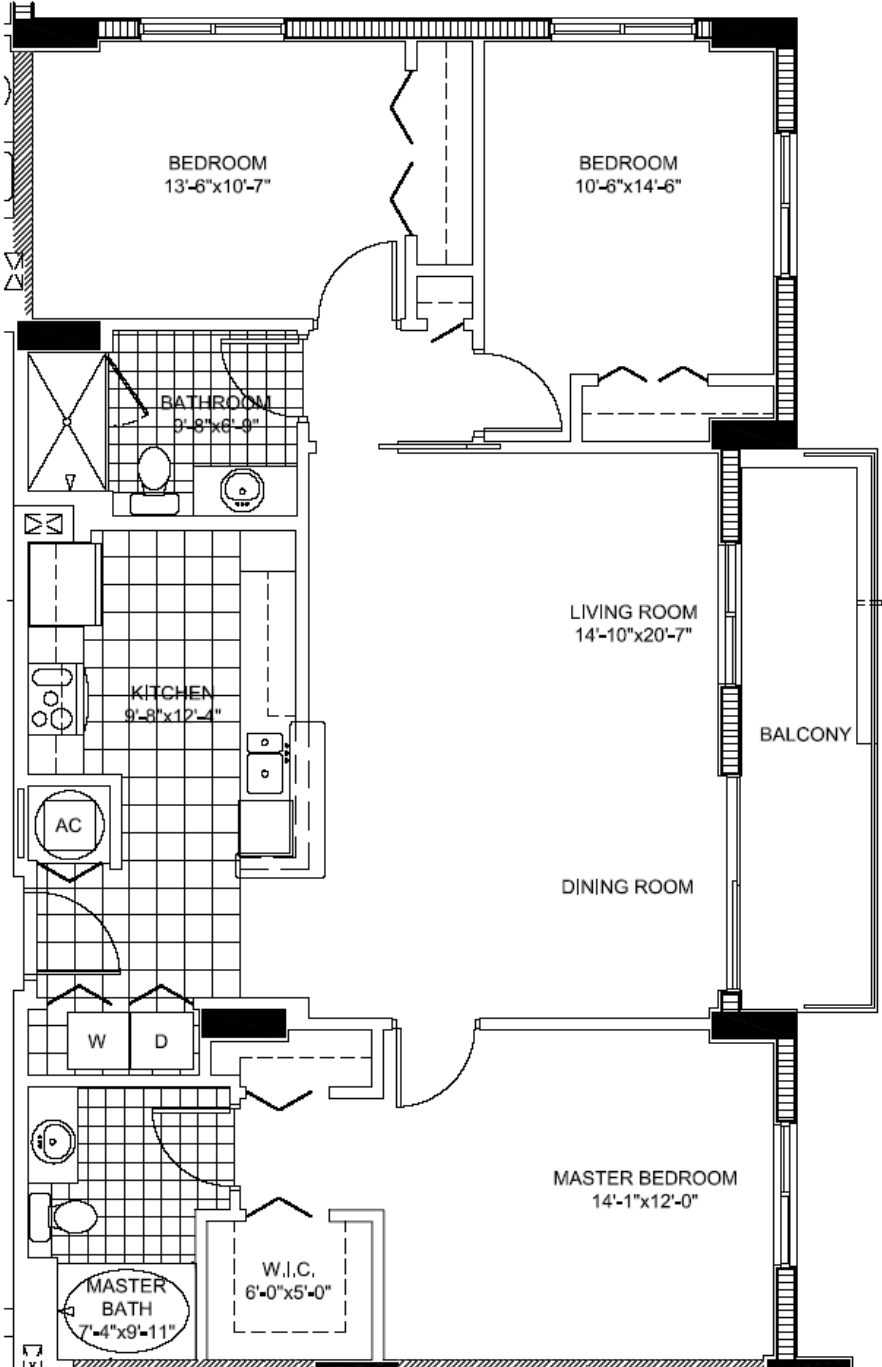 BEDROOM
13'-6"x10'-7"
BEDROOM
10'-6"x14'-6"
BATHROOM
9'-8"x6'-9"
LIVING ROOM
14'-10"x20'-7"
KITCHEN
9'-8"x12'-4"
BALCONY
AC
DINING ROOM
W
D
MASTER BEDROOM
14'-1"x12'-0"
W.I.C.
6'-0"x5'-0"
MASTER
BATH
7'-4"x9'-11"